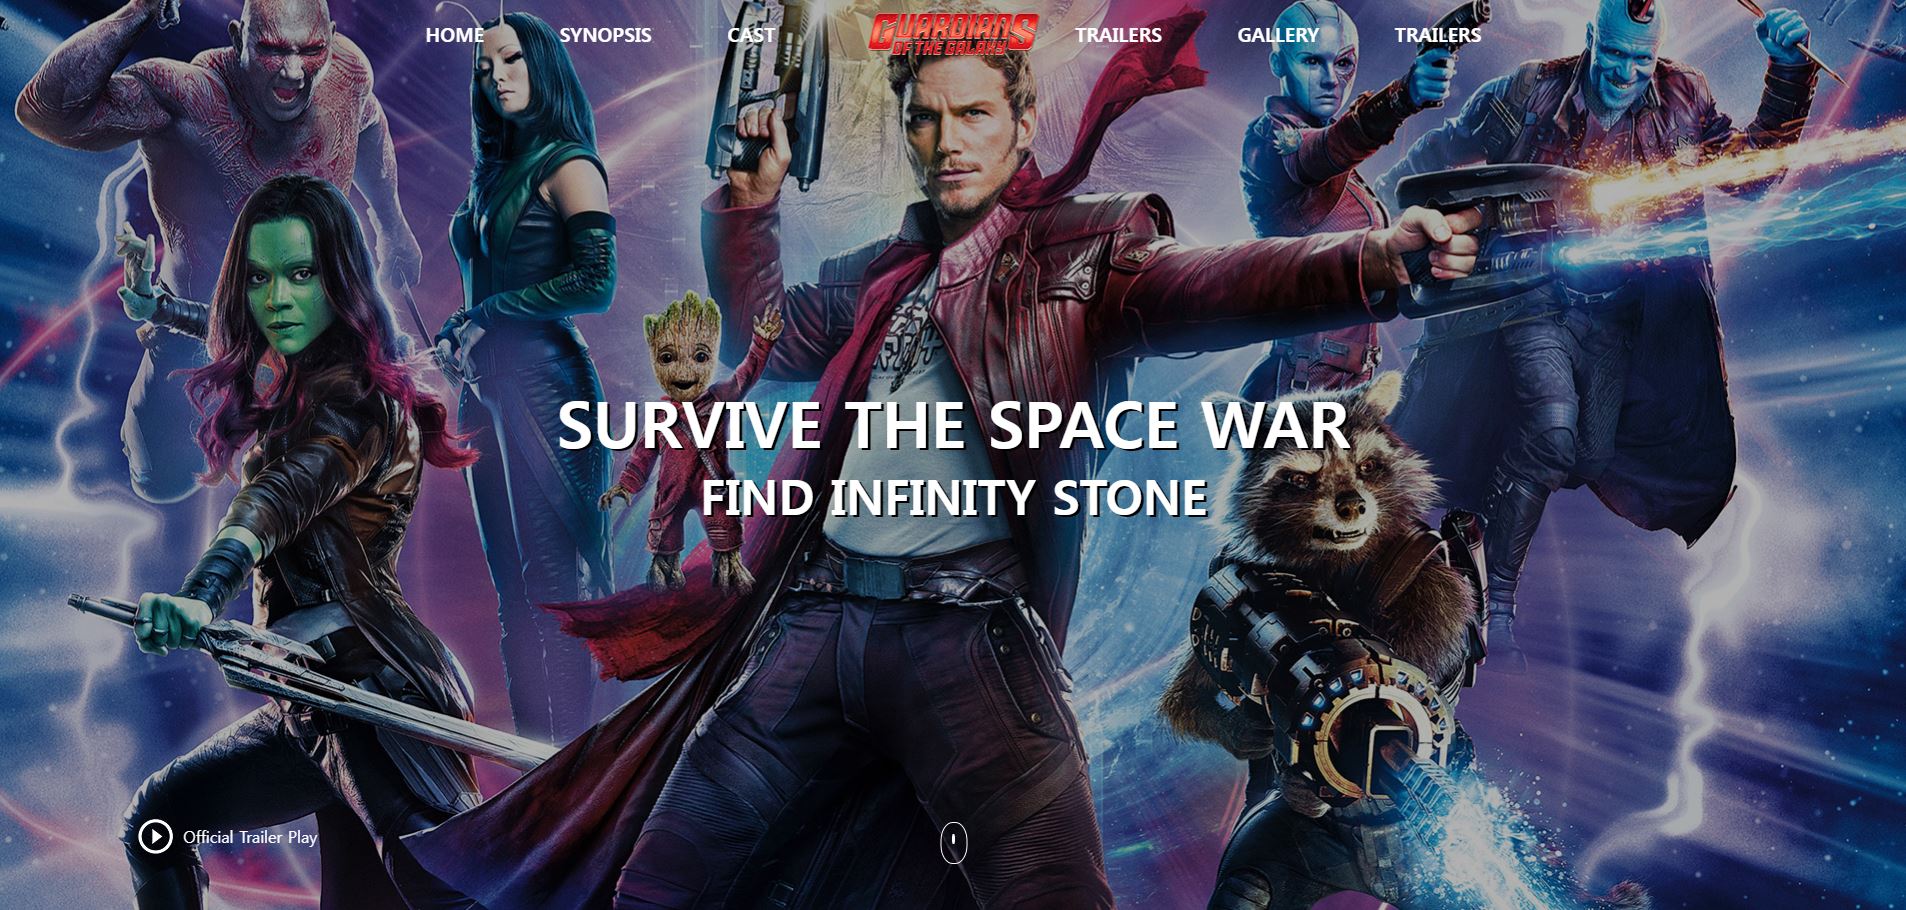 HOME SYNOPSIS CAST GUARDIANS OF THE GALAXY TRAILERS GALLERY TRAILERS
SURVIVE THE SPACE WAR
FIND INFINITY STONE
Official Trailer Play